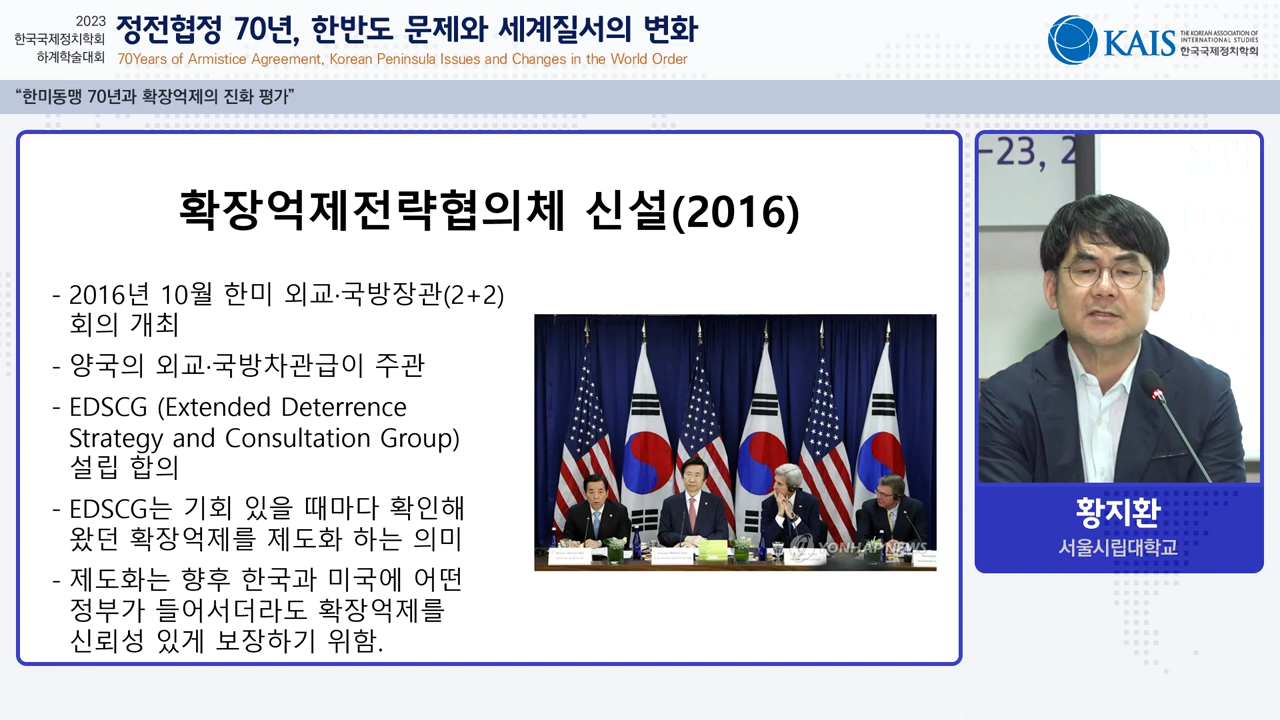 2023
한국국제정치학회
하계학술대회
정전협정 70년, 한반도 문제와 세계질서의 변화
70Years of Armistice Agreement, Korean Peninsula Issues and Changes in the World Order
KAIS
THE KOREAN ASSOCIATION OF
INTERNATIONAL STUDIES
한국국제정치학회
“한미동맹 70년과 확장억제의 진화 평가”
확장억제전략협의체 신설(2016)
- 2016년 10월 한미 외교·국방장관(2+2)
회의 개최
- 양국의 외교·국방차관급이 주관
- EDSCG (Extended Deterrence
Strategy and Consultation Group)
설립 합의
- EDSCG는 기회 있을 때마다 확인해
왔던 확장억제를 제도화 하는 의미
- 제도화는 향후 한국과 미국에 어떤
정부가 들어서더라도 확장억제를
신뢰성 있게 보장하기 위함.
YONHAP NEWS
-23, 2
황지환
서울시립대학교